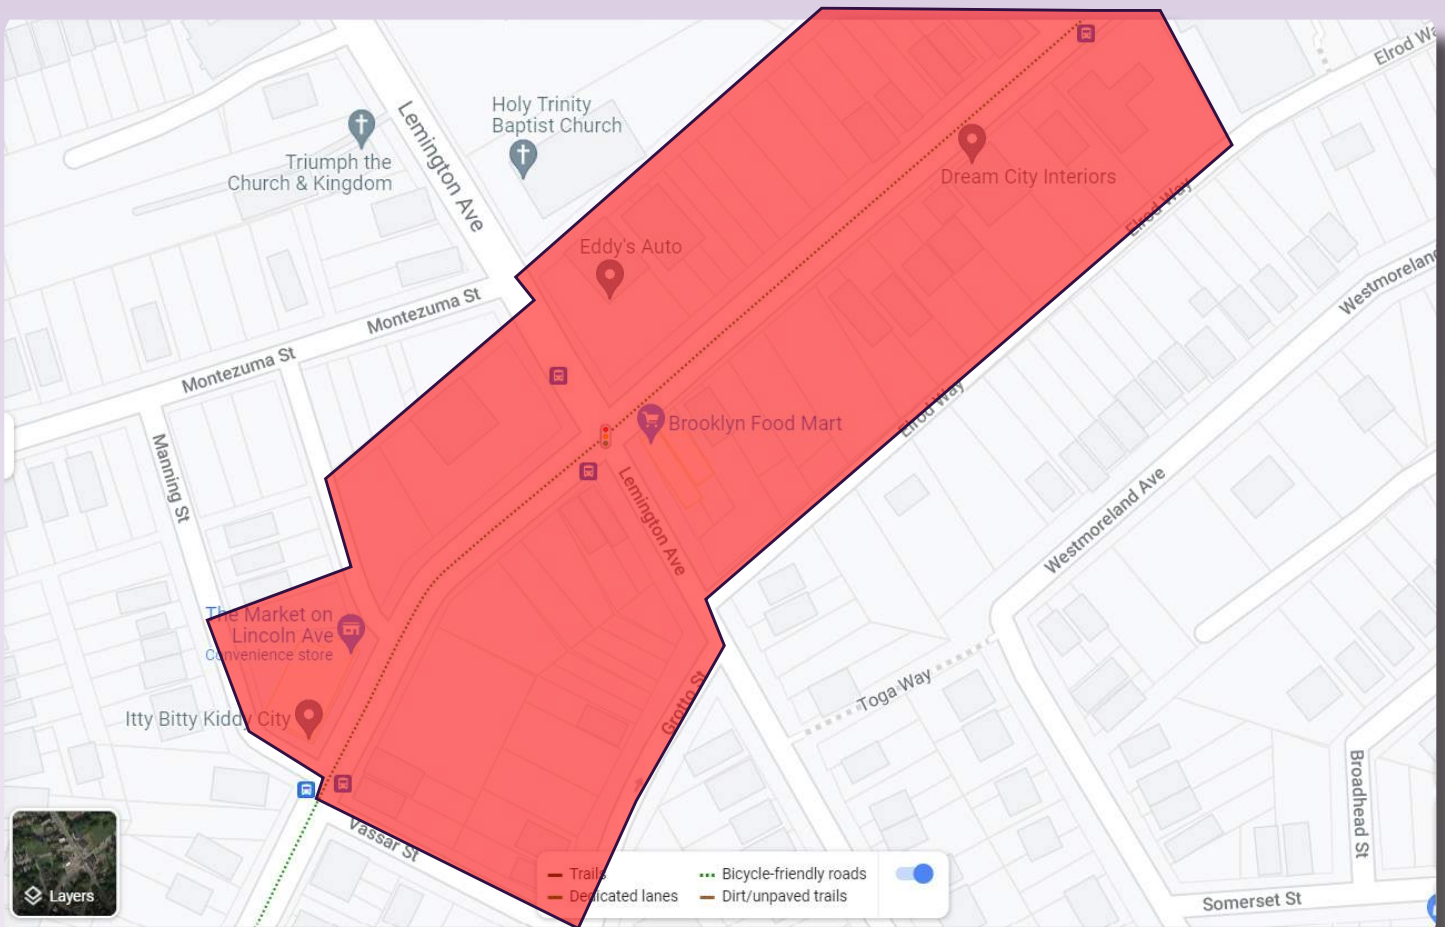 Elrod Wa
Holy Trinity
Baptist Church
Lemington Ave
Triumph the
Church & Kingdom
Dream City Interiors
Elrod Way
Eddy's Auto
Westmoreland
Montezuma St
Montezuma St
Elrod Way
Brooklyn Food Mart
Manning St
Lemington Ave
Westmoreland Ave
The Market on
Lincoln Ave
Convenience store
Grotto St
Toga Way
Itty Bitty Kiddy City
Broadhead St
Vassar St
Trails
Bicycle-friendly roads
Dedicated lanes
Dirt/unpaved trails
Layers
Somerset St